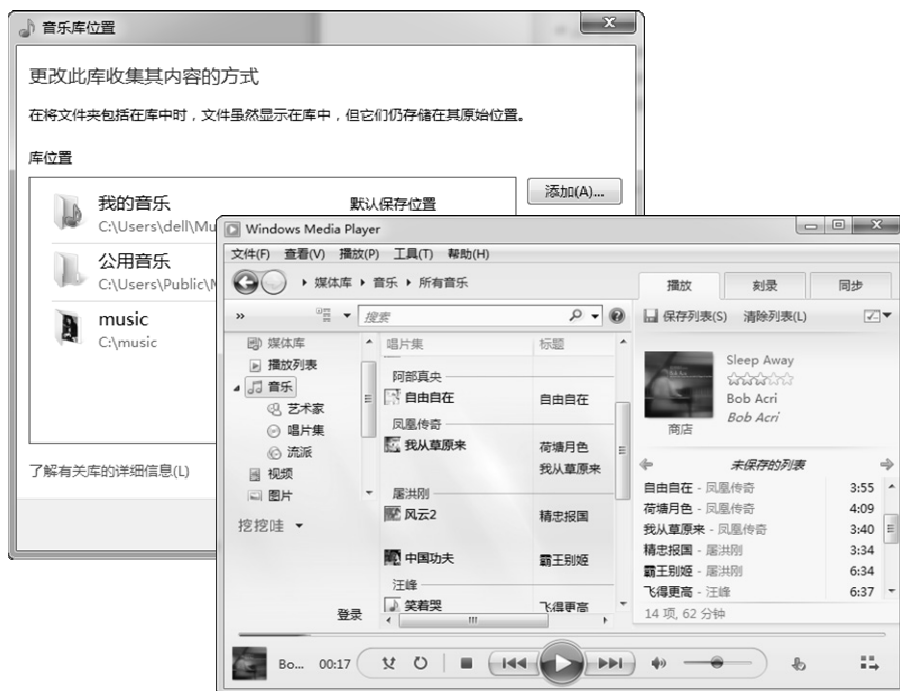 音乐库位置
更改此库收集其内容的方式
在将文件夹包括在库中时，文件虽然显示在库中，但它们仍存储在其原始位置。
库位置
我的音乐
默认保存位置
C:\Users\dell\Mu
添加(A)...
公用音乐
C:\Users\Public\M
music
C:\music
了解有关库的详细信息(L)
Windows Media Player
文件(F) 查看(V) 播放(P) 工具(T) 帮助(H)
媒体库 音乐 所有音乐
播放 刻录 同步
» 搜索
保存列表(S) 清除列表(L)
媒体库
播放列表
音乐
艺术家
唱片集
流派
视频
图片
挖挖哇
登录
唱片集 标题
阿部真央
自由自在 自由自在
凤凰传奇
我从草原来 荷塘月色
我从草原来
屠洪刚
风云2 精忠报国
中国功夫 霸王别姬
汪峰
笑着哭 飞得更高
Sleep Away
Bob Acri
Bob Acri
商店
未保存的列表
自由自在 - 凤凰传奇 3:55
荷塘月色 - 凤凰传奇 4:09
我从草原来 - 凤凰传奇 3:40
精忠报国 - 屠洪刚 3:34
霸王别姬 - 屠洪刚 6:34
飞得更高 - 汪峰 6:37
14 项, 62 分钟
Bo... 00:17